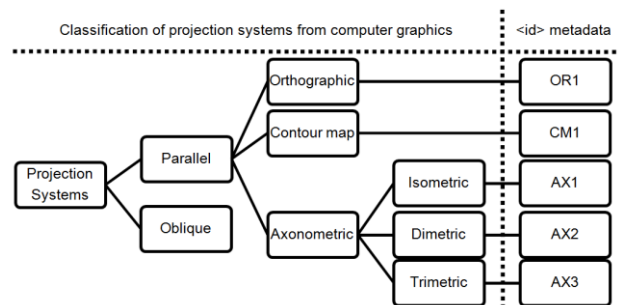 Classification of projection systems from computer graphics
<id> metadata
Orthographic
OR1
Contour map
CM1
Parallel
Projection
Systems
Isometric
AX1
Oblique
Axonometric
Dimetric
AX2
Trimetric
AX3